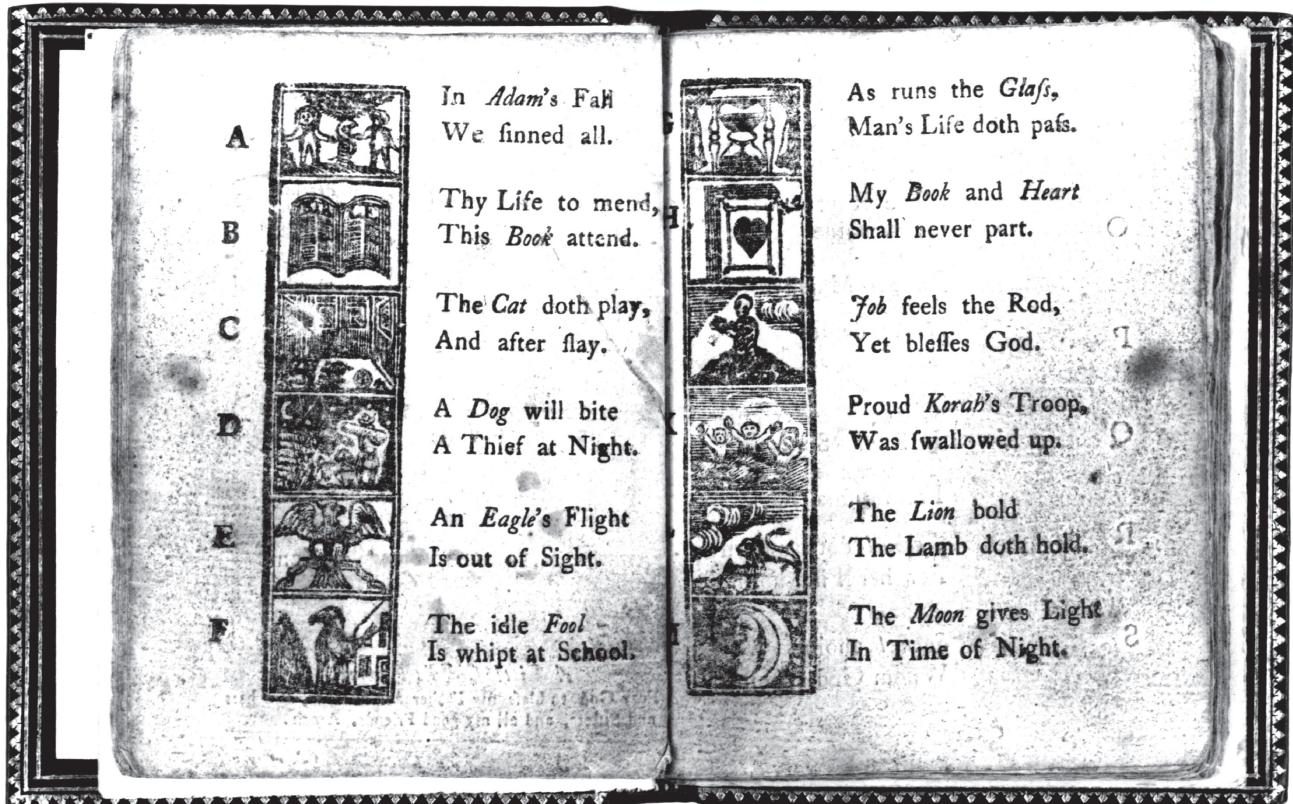 A
In Adam's Fall
We ſinned all.
B
Thy Life to mend,
This Book attend.
C
The Cat doth play,
And after ſlay.
D
A Dog will bite
A Thief at Night.
E
An Eagle's Flight
Is out of Sight.
F
The idle Fool
Is whipt at School.
As runs the Glaſs,
Man's Life doth paſs.
H
My Book and Heart
Shall never part.
Job feels the Rod,
Yet bleſſes God.
Proud Korah's Troop,
Was ſwallowed up.
The Lion bold
The Lamb doth hold.
The Moon gives Light
In Time of Night.